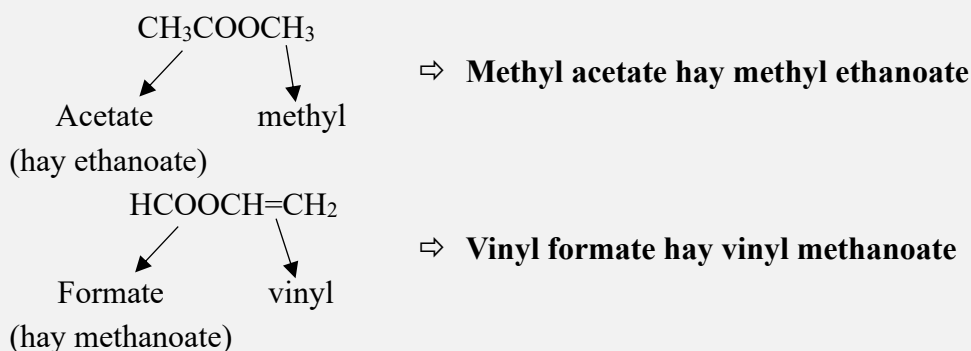 CH₃COOCH₃
⇨ Methyl acetate hay methyl ethanoate
Acetate methyl
(hay ethanoate)
HCOOCH=CH₂
⇨ Vinyl formate hay vinyl methanoate
Formate vinyl
(hay methanoate)